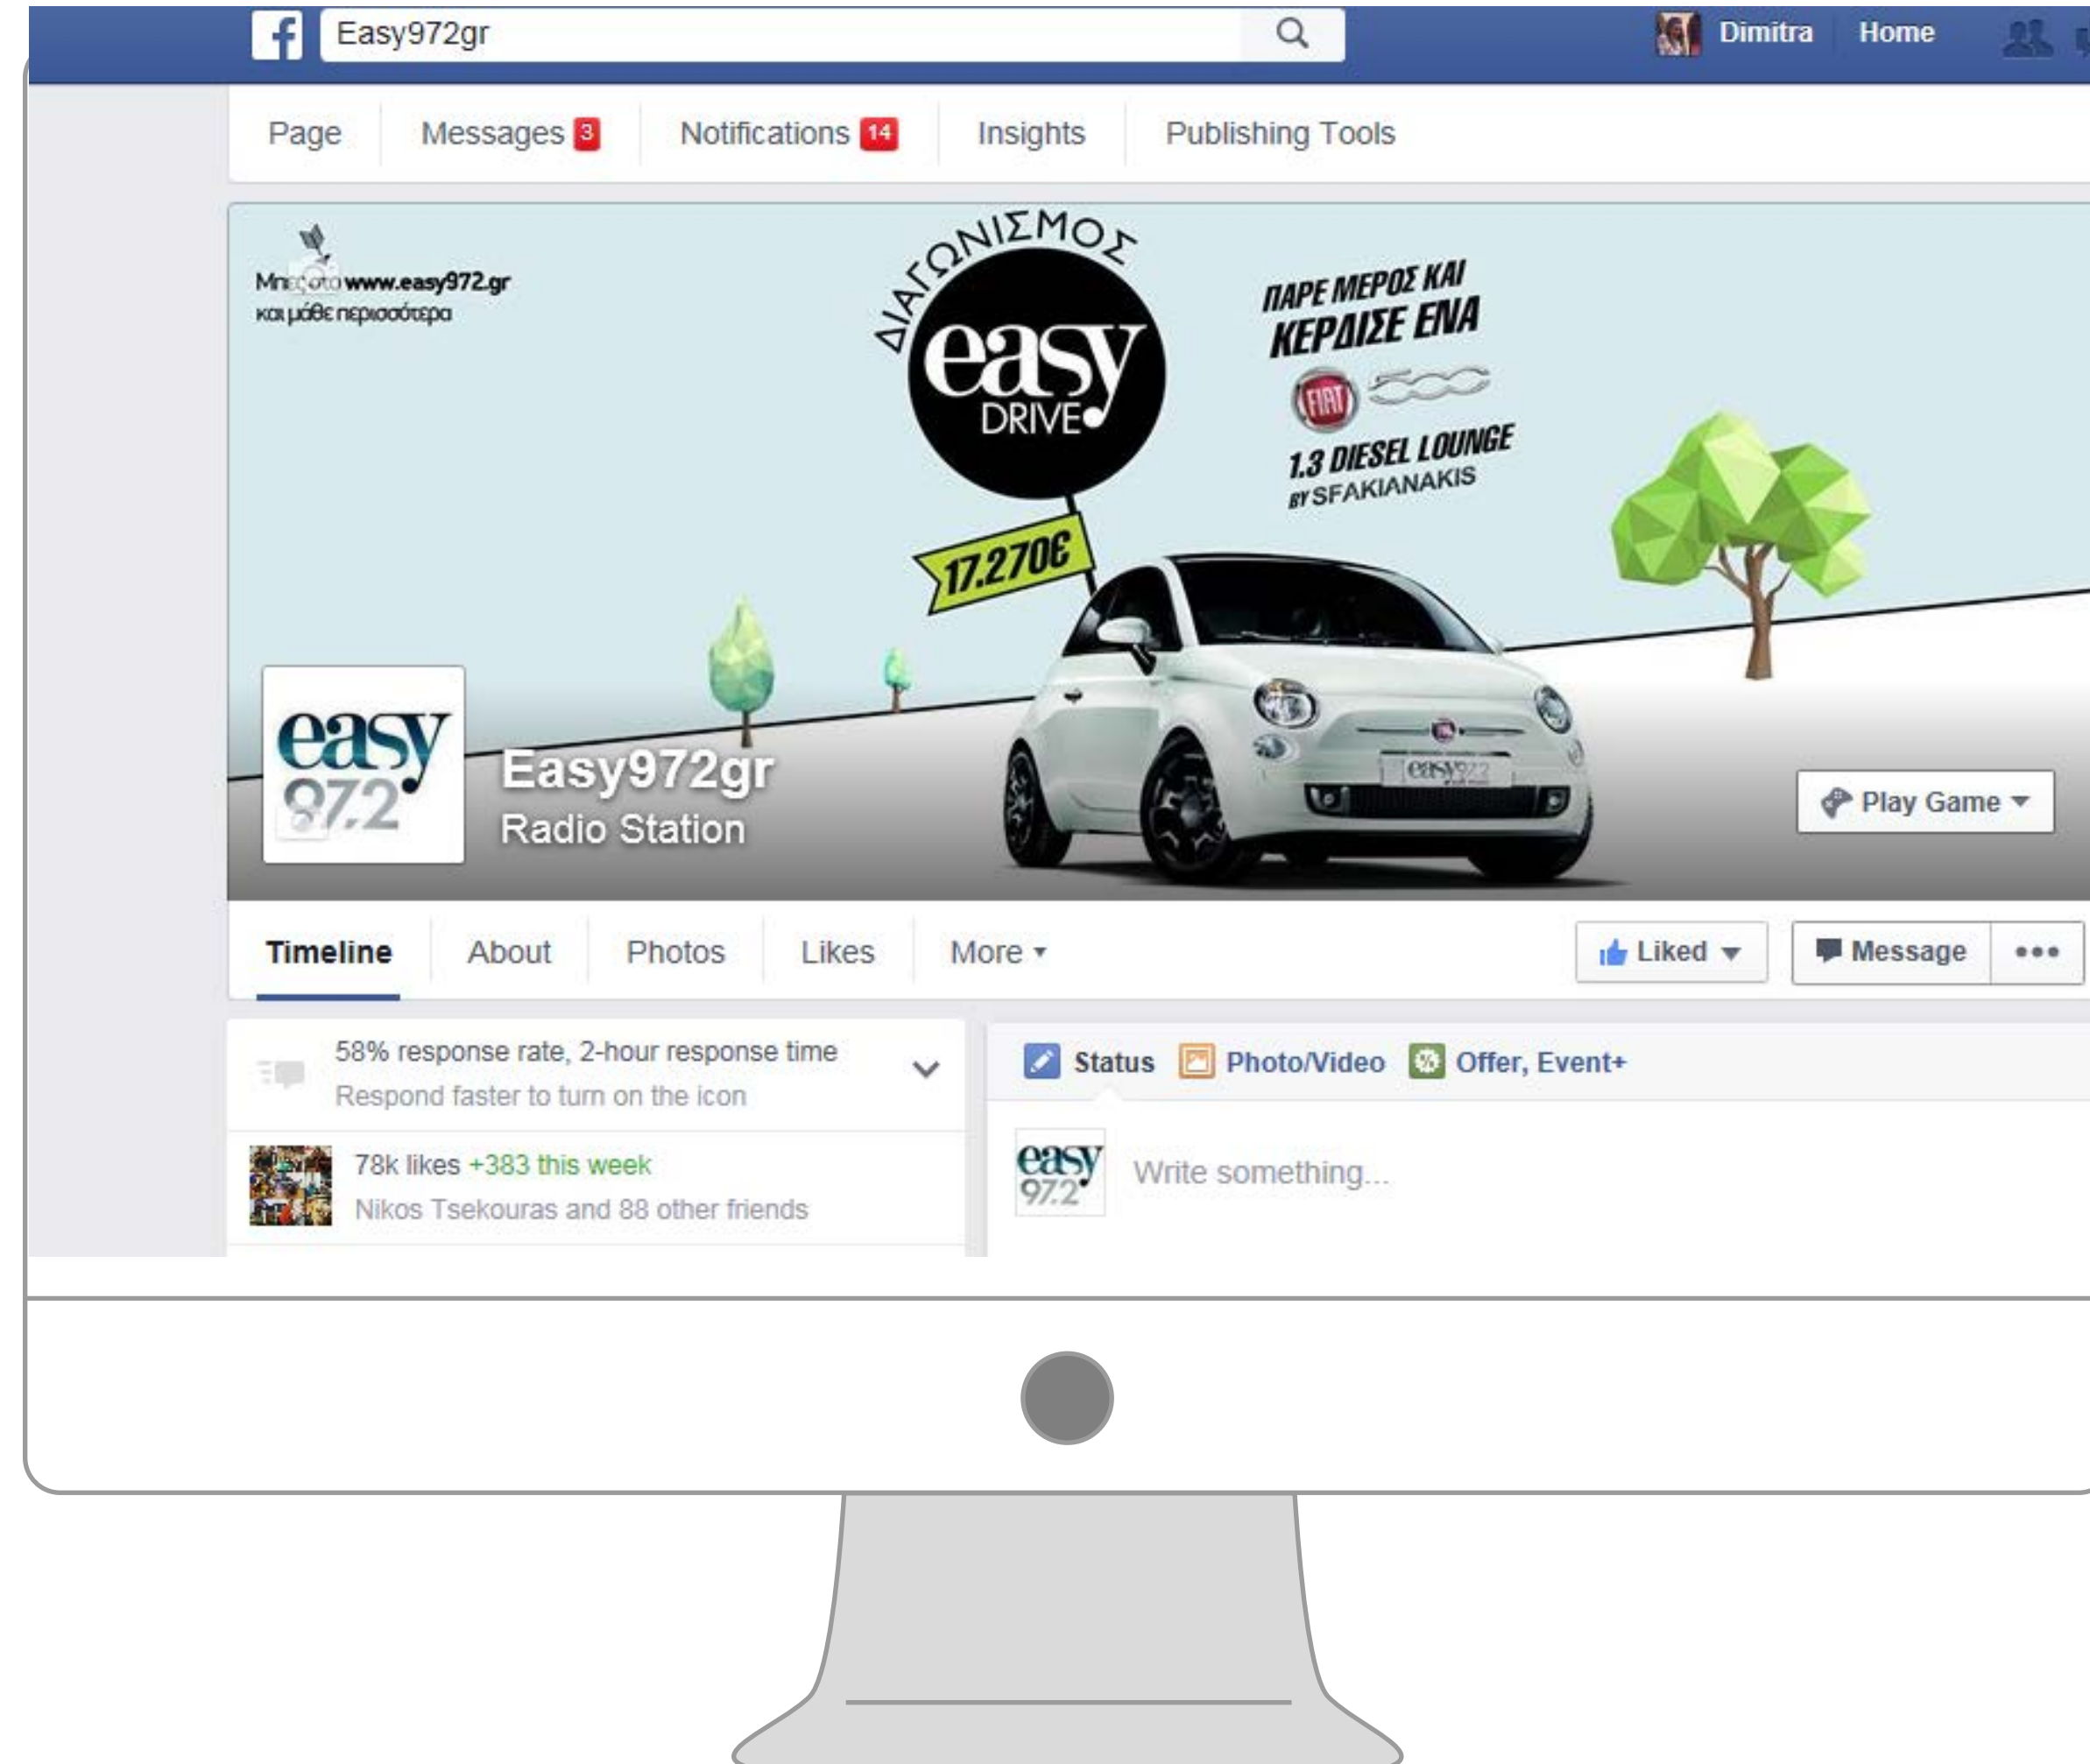 Easy972gr
Dimitra
Home
Page
Messages 3
Notifications 14
Insights
Publishing Tools
Μπες στο www.easy972.gr
και μάθε περισσότερα
ΔΙΑΓΩΝΙΣΜΟΣ
easy
DRIVE
17.270€
ΠΑΡΕ ΜΕΡΟΣ ΚΑΙ
ΚΕΡΔΙΣΕ ΕΝΑ
FIAT 500
1.3 DIESEL LOUNGE
BY SFAKIANAKIS
easy972
easy
97.2
Easy972gr
Radio Station
Play Game
Timeline
About
Photos
Likes
More
Liked
Message
58% response rate, 2-hour response time
Respond faster to turn on the icon
78k likes +383 this week
Nikos Tsekouras and 88 other friends
Status
Photo/Video
Offer, Event+
easy
97.2
Write something...